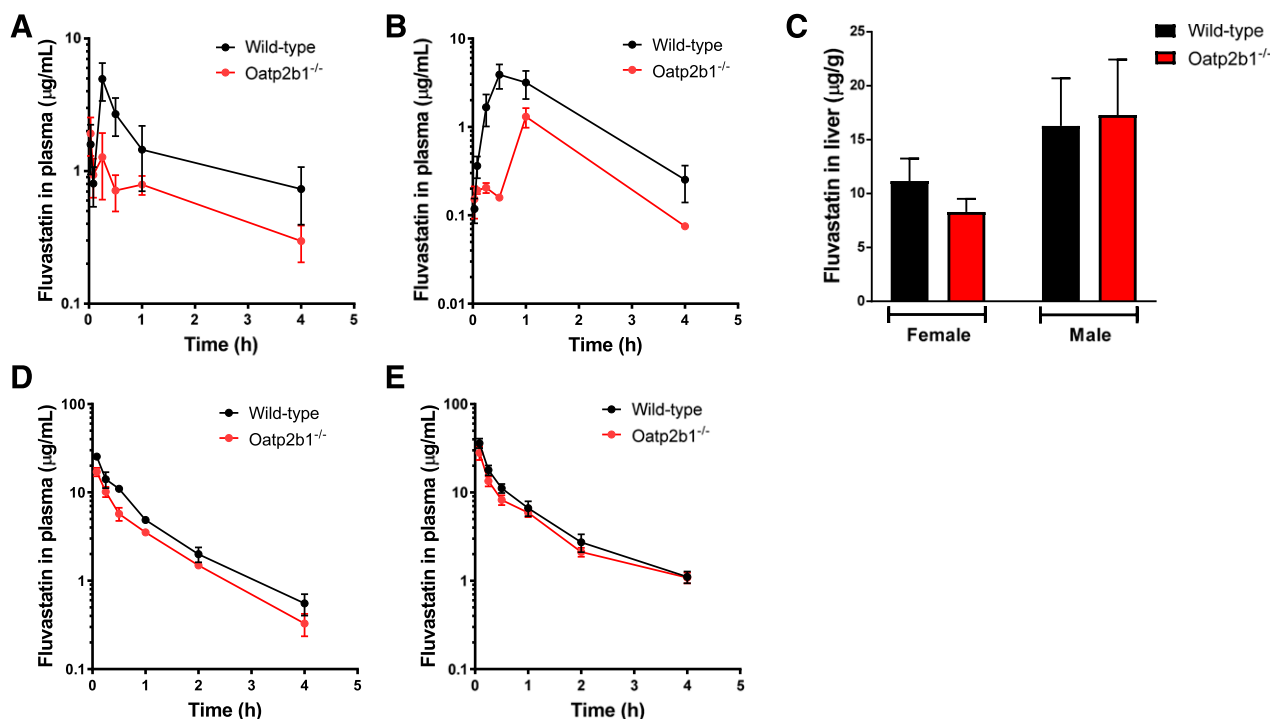 A
Fluvastatin in plasma (μg/mL)
10
1
0.1
0 1 2 3 4 5
Time (h)
Wild-type
Oatp2b1-/-
B
Fluvastatin in plasma (μg/mL)
10
1
0.1
0.01
0 1 2 3 4 5
Time (h)
Wild-type
Oatp2b1-/-
C
Fluvastatin in liver (μg/g)
25
20
15
10
5
0
Female Male
Wild-type
Oatp2b1-/-
D
Fluvastatin in plasma (μg/mL)
100
10
1
0.1
0 1 2 3 4 5
Time (h)
Wild-type
Oatp2b1-/-
E
Fluvastatin in plasma (μg/mL)
100
10
1
0.1
0 1 2 3 4 5
Time (h)
Wild-type
Oatp2b1-/-